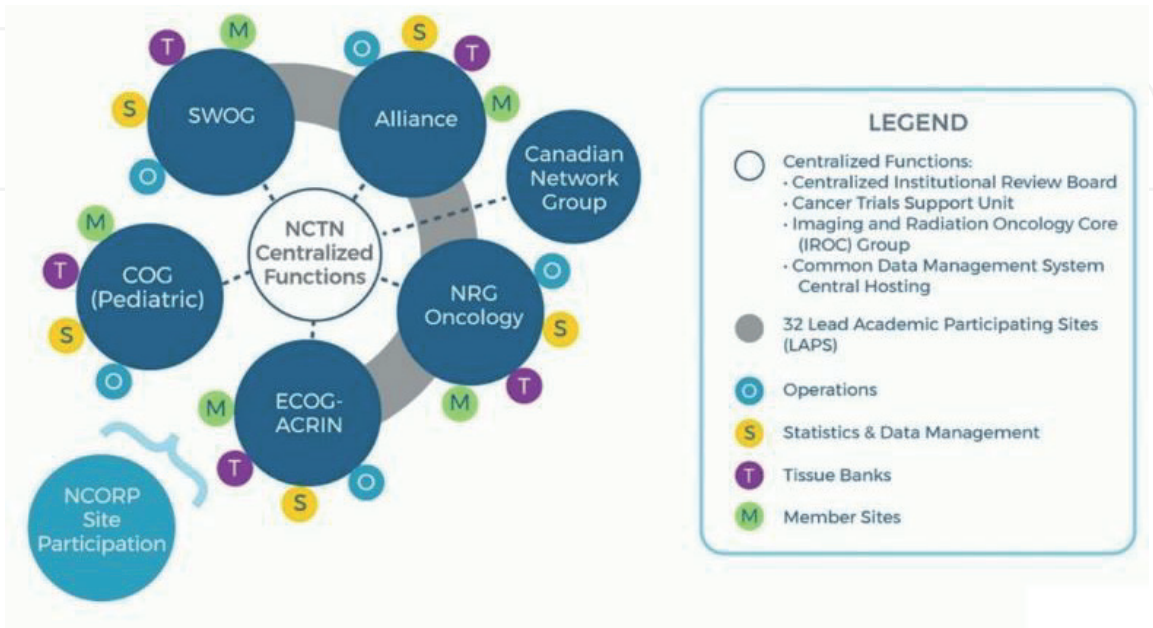 M
T
S
O
SWOG
O
S
T
M
Alliance
Canadian
Network
Group
NCTN
Centralized
Functions
M
T
S
O
COG
(Pediatric)
O
S
T
M
NRG
Oncology
M
T
S
O
ECOG-
ACRIN
NCORP
Site
Participation
LEGEND
Centralized Functions:
· Centralized Institutional Review Board
· Cancer Trials Support Unit
· Imaging and Radiation Oncology Core
(IROC) Group
· Common Data Management System
Central Hosting
32 Lead Academic Participating Sites
(LAPS)
O Operations
S Statistics & Data Management
T Tissue Banks
M Member Sites